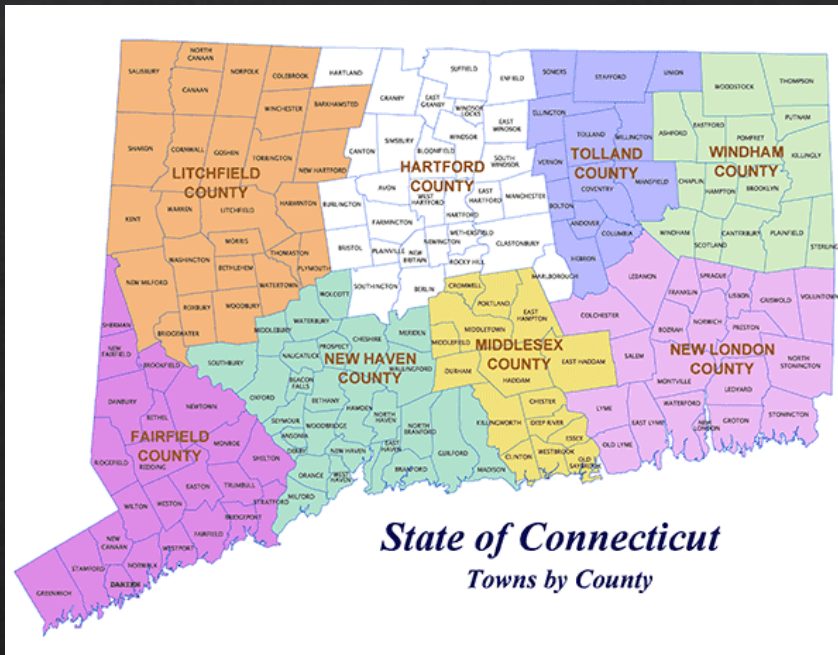 SALISBURY
NORTH
CANAAN
CANAAN
NORFOLK
COLEBROOK
HARTLAND
SUFFIELD
ENFIELD
SOMERS
STAFFORD
UNION
WOODSTOCK
THOMPSON
WINCHESTER
BARKHAMSTED
GRANBY
EAST
GRANBY
WINDSOR
LOCKS
EAST
WINDSOR
ELLINGTON
TOLLAND
WILLINGTON
ASHFORD
EASTFORD
POMFRET
PUTNAM
KILLINGLY
SHARON
CORNWALL
GOSHEN
TORRINGTON
NEW HARTFORD
CANTON
SIMSBURY
BLOOMFIELD
WINDSOR
SOUTH
WINDSOR
VERNON
LITCHFIELD
COUNTY
HARTFORD
COUNTY
TOLLAND
COUNTY
WINDHAM
COUNTY
COVENTRY
MANSFIELD
CHAPLIN
HAMPTON
BROOKLYN
KENT
WARREN
LITCHFIELD
HARWINTON
BURLINGTON
AVON
WEST
HARTFORD
HARTFORD
EAST
HARTFORD
MANCHESTER
BOLTON
ANDOVER
COLUMBIA
WINDHAM
SCOTLAND
CANTERBURY
PLAINFIELD
STERLING
FARMINGTON
WETHERSFIELD
GLASTONBURY
HEBRON
MORRIS
WASHINGTON
BETHLEHEM
THOMASTON
PLYMOUTH
WATERTOWN
BRISTOL
PLAINVILLE
NEW
BRITAIN
NEWINGTON
ROCKY HILL
MARLBOROUGH
NEW MILFORD
ROXBURY
WOODBURY
BRIDGEWATER
SOUTHINGTON
BERLIN
LEBANON
FRANKLIN
SPRAGUE
LISBON
GRISWOLD
VOLUNTOWN
SHERMAN
NEW
FAIRFIELD
BROOKFIELD
WOLCOTT
WATERBURY
MIDDLEBURY
CHESHIRE
MERIDEN
PROSPECT
NAUGATUCK
SOUTHBURY
NEW HAVEN
COUNTY
WALLINGFORD
CROMWELL
PORTLAND
EAST
HAMPTON
MIDDLETOWN
MIDDLEFIELD
MIDDLESEX
COUNTY
DURHAM
HADDAM
EAST HADDAM
COLCHESTER
BOZRAH
NORWICH
PRESTON
SALEM
NEW LONDON
COUNTY
NORTH
STONINGTON
MONTVILLE
LEDYARD
DANBURY
BETHEL
NEWTOWN
OXFORD
BEACON
FALLS
BETHANY
HAMDEN
SEYMOUR
WOODBRIDGE
ANSONIA
DERBY
NORTH
HAVEN
NORTH
BRANFORD
EAST
HAVEN
NEW HAVEN
GUILFORD
BRANFORD
MADISON
KILLINGWORTH
CHESTER
DEEP RIVER
ESSEX
WESTBROOK
CLINTON
OLD
SAYBROOK
LYME
OLD LYME
EAST LYME
WATERFORD
NEW
LONDON
GROTON
STONINGTON
FAIRFIELD
COUNTY
RIDGEFIELD
REDDING
MONROE
SHELTON
ORANGE
WEST
HAVEN
MILFORD
EASTON
TRUMBULL
STRATFORD
BRIDGEPORT
WILTON
WESTON
FAIRFIELD
WESTPORT
NEW
CANAAN
NORWALK
STAMFORD
DARIEN
GREENWICH
State of Connecticut
Towns by County